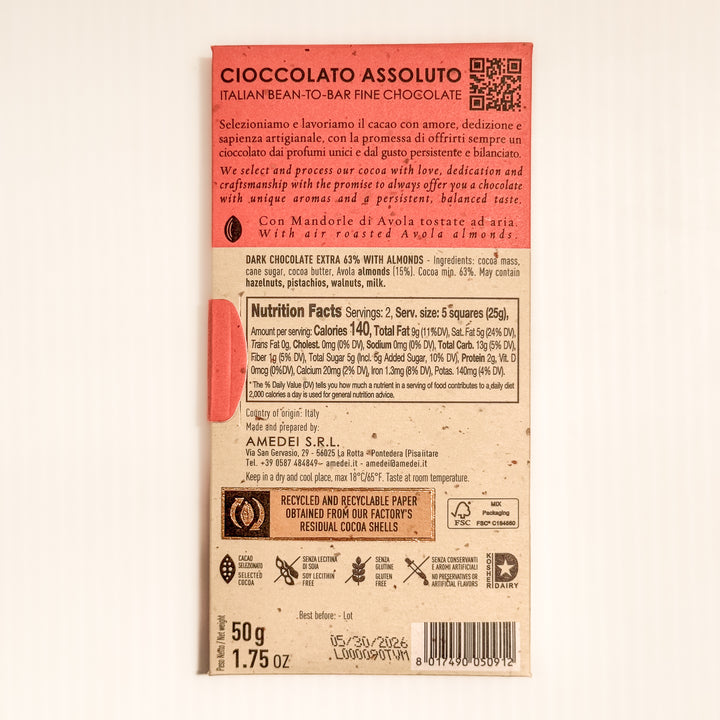 CIOCCOLATO ASSOLUTO
ITALIAN BEAN-TO-BAR FINE CHOCOLATE
Selezioniamo e lavoriamo il cacao con amore, dedizione e
sapienza artigianale, con la promessa di offrirti sempre un
cioccolato dai profumi unici e dal gusto persistente e bilanciato.
We select and process our cocoa with love, dedication and
craftsmanship with the promise to always offer you a chocolate
with unique aromas and a persistent, balanced taste.
Con Mandorle di Avola tostate ad aria.
With air roasted Avola almonds.
DARK CHOCOLATE EXTRA 63% WITH ALMONDS - Ingredients: cocoa mass,
cane sugar, cocoa butter, Avola almonds (15%). Cocoa min. 63%. May contain
hazelnuts, pistachios, walnuts, milk.
Nutrition Facts Servings: 2, Serv. size: 5 squares (25g),
Amount per serving: Calories 140, Total Fat 9g (11%DV), Sat. Fat 5g (24% DV),
Trans Fat 0g, Cholest. 0mg (0% DV), Sodium 0mg (0% DV), Total Carb. 13g (5% DV),
Fiber 1g (5% DV), Total Sugar 5g (Incl. 5g Added Sugar, 10% DV), Protein 2g, Vit. D
0mcg (0%DV), Calcium 20mg (2% DV), Iron 1.3mg (8% DV), Potas. 140mg (4% DV).
* The % Daily Value (DV) tells you how much a nutrient in a serving of food contributes to a daily diet
2,000 calories a day is used for general nutrition advice.
Country of origin: Italy
Made and prepared by:
AMEDEI S.R.L.
Via San Gervasio, 29 - 56025 La Rotta - Pontedera (Pisa) Itare
Tel. +39 0587 484849 - amedei.it - amedei@amedei.it
Keep in a dry and cool place, max 18°C/65°F. Taste at room temperature.
RECYCLED AND RECYCLABLE PAPER
OBTAINED FROM OUR FACTORY'S
RESIDUAL COCOA SHELLS
FSC
MIX
Packaging
FSC® C184660
CACAO
SELEZIONATO
SELECTED
COCOA
SENZA LECITINA
DI SOIA
SOY LECITHIN
FREE
SENZA
GLUTINE
GLUTEN
FREE
SENZA CONSERVANTI
E AROMI ARTIFICIALI
NO PRESERVATIVES OR
ARTIFICIAL FLAVORS
KOSHER
D
DAIRY
Best before: - Lot
Peso Netto / Net weight
50 g
1.75 OZ
05/30/2026
L00090TVM
8 017490 050912